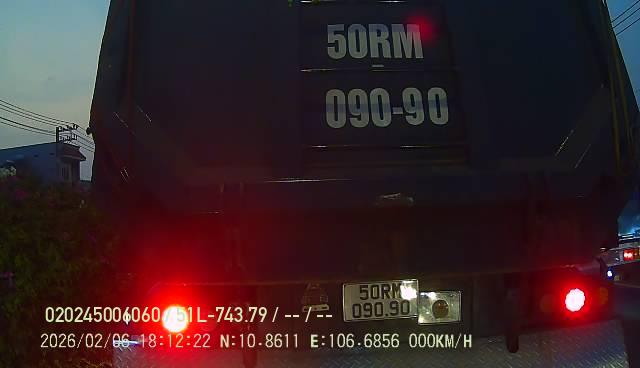 50RM
090-90
50RM
090.90
020245006060 / 51L-743.79 / -- / --
2026/02/06-18:12:22 N:10.8611 E:106.6856 000KM/H